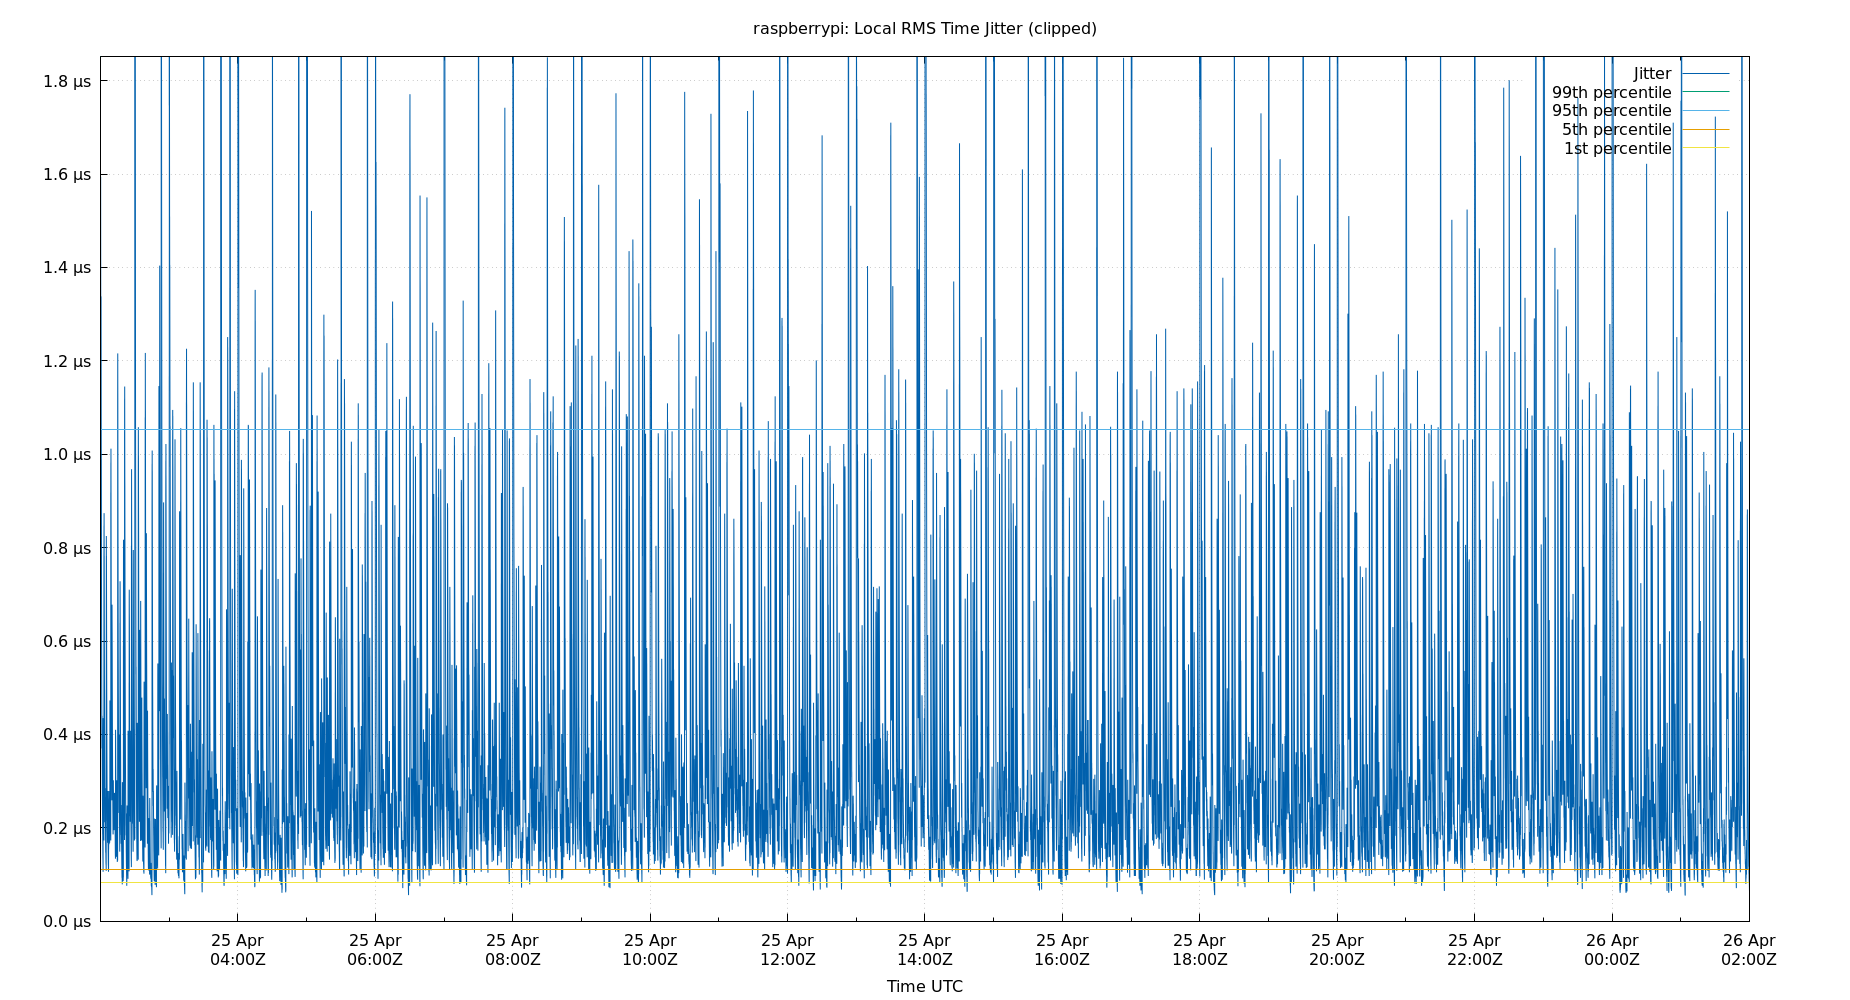 raspberrypi: Local RMS Time Jitter (clipped)
1.8 µs
1.6 µs
1.4 µs
1.2 µs
1.0 µs
0.8 µs
0.6 µs
0.4 µs
0.2 µs
0.0 µs
Jitter
99th percentile
95th percentile
5th percentile
1st percentile
25 Apr 25 Apr 25 Apr 25 Apr 25 Apr 25 Apr 25 Apr 25 Apr 25 Apr 25 Apr 26 Apr 26 Apr
04:00Z 06:00Z 08:00Z 10:00Z 12:00Z 14:00Z 16:00Z 18:00Z 20:00Z 22:00Z 00:00Z 02:00Z
Time UTC